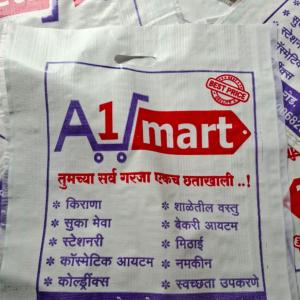 BEST PRICE
A1 mart
तुमच्या सर्व गरजा एकच छताखाली ..!
* किराणा
* सुका मेवा
* स्टेशनरी
* कॉस्मेटिक आयटम
* कोल्ड्रींक्स
* शाळेतील वस्तु
* बेकरी आयटम
* मिठाई
* नमकीन
* स्वच्छता उपकरणे